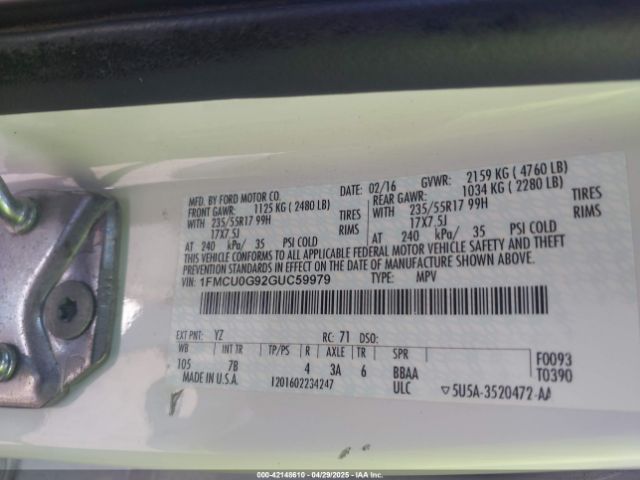 MFD. BY FORD MOTOR CO.
DATE: 02/16 GVWR: 2159 KG ( 4760 LB)
FRONT GAWR: 1125 KG ( 2480 LB) REAR GAWR: 1034 KG ( 2280 LB)
WITH 235/55R17 99H TIRES WITH 235/55R17 99H TIRES
17X7.5J RIMS 17X7.5J RIMS
AT 240 kPa/ 35 PSI COLD AT 240 kPa/ 35 PSI COLD
THIS VEHICLE CONFORMS TO ALL APPLICABLE FEDERAL MOTOR VEHICLE SAFETY AND THEFT
PREVENTION STANDARDS IN EFFECT ON THE DATE OF MANUFACTURE SHOWN ABOVE.
VIN: 1FMCU0G92GUC59979 TYPE: MPV
EXT PNT: YZ RC: 71 DSO:
WB INT TR TP/PS R AXLE TR SPR F0093
105 7B 4 3A 6 BBAA T0390
MADE IN U.S.A. 1201602234247 ULC 5U5A-3520472-AA
000-42148610 - 04/29/2025 - IAAI.COM